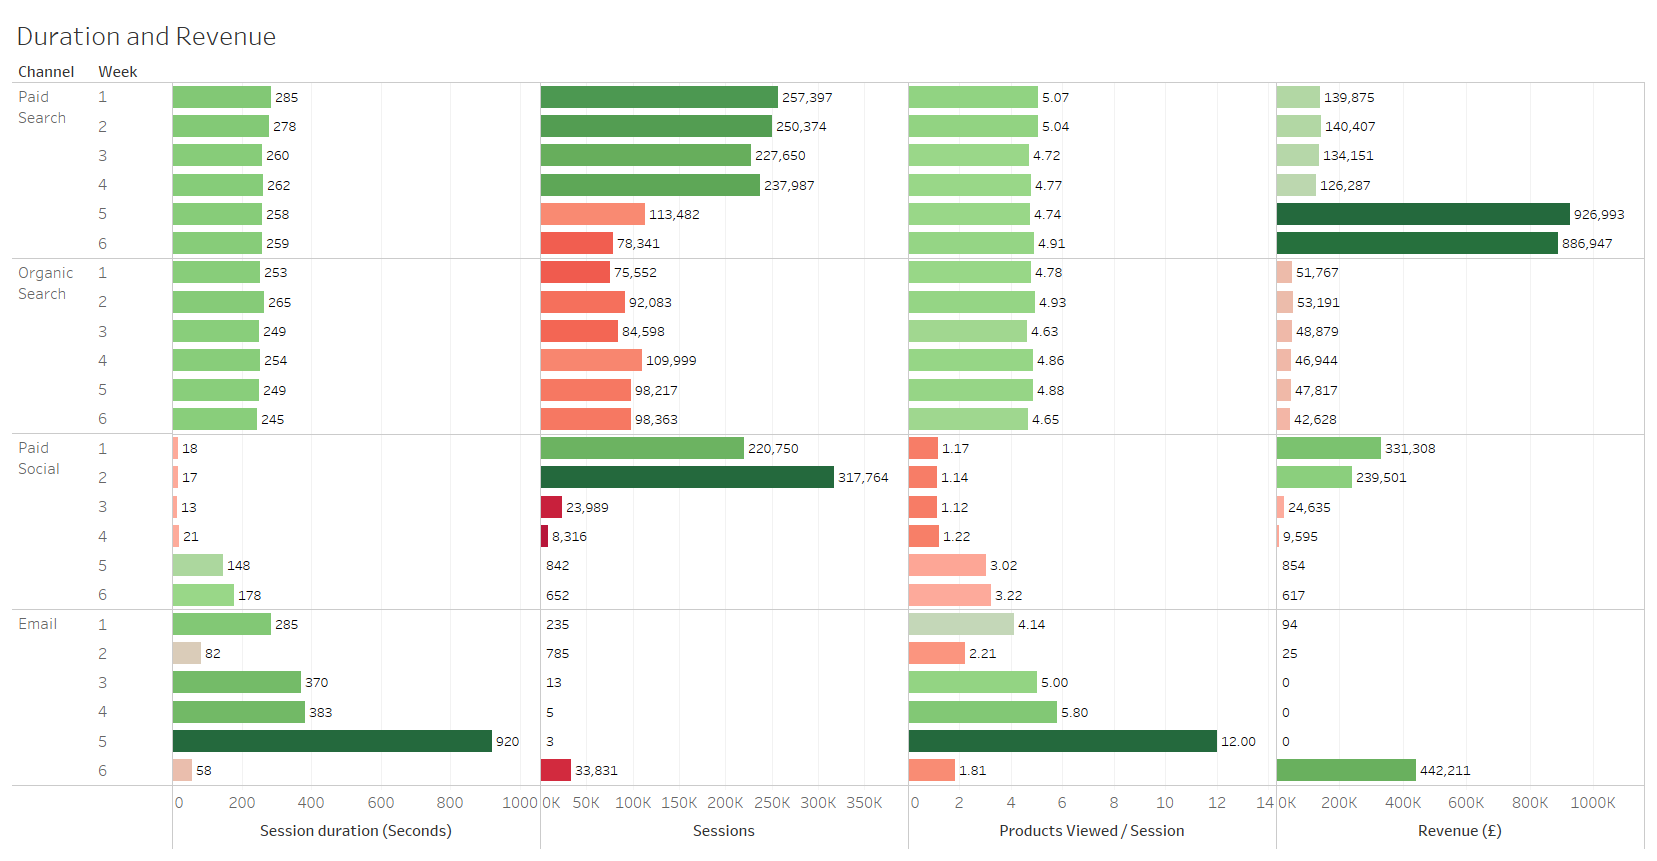 Duration and Revenue
Channel Week
Paid Search 1 285 257,397 5.07 139,875
2 278 250,374 5.04 140,407
3 260 227,650 4.72 134,151
4 262 237,987 4.77 126,287
5 258 113,482 4.74 926,993
6 259 78,341 4.91 886,947
Organic Search 1 253 75,552 4.78 51,767
2 265 92,083 4.93 53,191
3 249 84,598 4.63 48,879
4 254 109,999 4.86 46,944
5 249 98,217 4.88 47,817
6 245 98,363 4.65 42,628
Paid Social 1 18 220,750 1.17 331,308
2 17 317,764 1.14 239,501
3 13 23,989 1.12 24,635
4 21 8,316 1.22 9,595
5 148 842 3.02 854
6 178 652 3.22 617
Email 1 285 235 4.14 94
2 82 785 2.21 25
3 370 13 5.00 0
4 383 5 5.80 0
5 920 3 12.00 0
6 58 33,831 1.81 442,211
0 200 400 600 800 1000 0K 50K 100K 150K 200K 250K 300K 350K 0 2 4 6 8 10 12 14 0K 200K 400K 600K 800K 1000K
Session duration (Seconds) Sessions Products Viewed / Session Revenue (£)